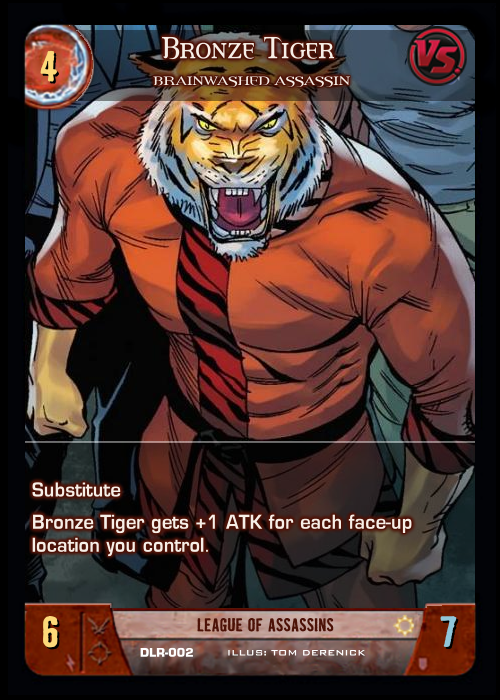 4
BRONZE TIGER
BRAINWASHED ASSASSIN
VS.
Substitute
Bronze Tiger gets +1 ATK for each face-up
location you control.
6
LEAGUE OF ASSASSINS
7
DLR-002 ILLUS: TOM DERENICK